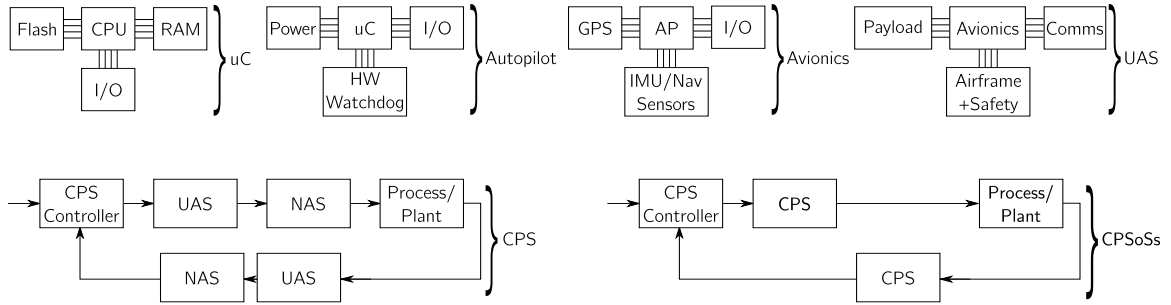 Flash
CPU
RAM
I/O
uC
Power
uC
I/O
HW
Watchdog
Autopilot
GPS
AP
I/O
IMU/Nav
Sensors
Avionics
Payload
Avionics
Comms
Airframe
+Safety
UAS
CPS
Controller
UAS
NAS
Process/
Plant
NAS
UAS
CPS
CPS
Controller
CPS
Process/
Plant
CPS
CPSoSs